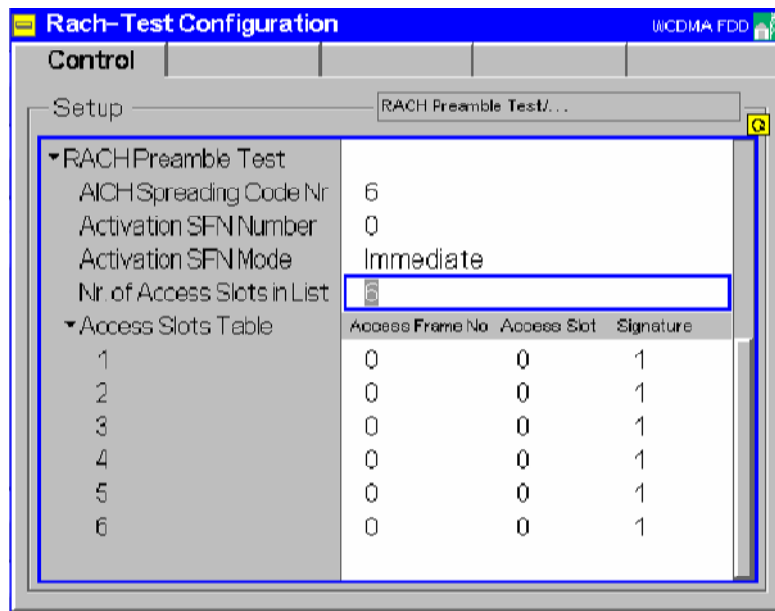 Rach-Test Configuration WCDMA FDD
Control
Setup RACH Preamble Test/...
RACH Preamble Test
AICH Spreading Code Nr 6
Activation SFN Number 0
Activation SFN Mode Immediate
Nr. of Access Slots in List 6
Access Slots Table Access Frame No Access Slot Signature
1 0 0 1
2 0 0 1
3 0 0 1
4 0 0 1
5 0 0 1
6 0 0 1